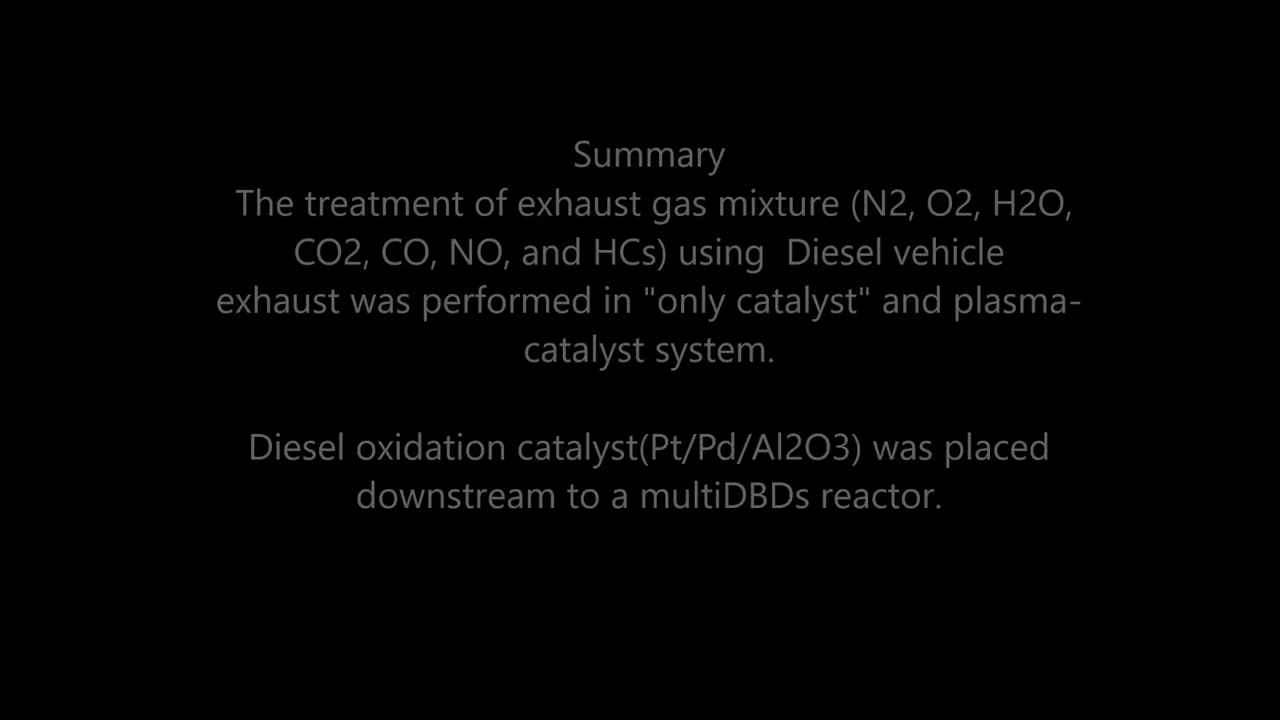 Summary
The treatment of exhaust gas mixture (N2, O2, H2O,
CO2, CO, NO, and HCs) using  Diesel vehicle
exhaust was performed in "only catalyst" and plasma-
catalyst system.
Diesel oxidation catalyst(Pt/Pd/Al2O3) was placed
downstream to a multiDBDs reactor.